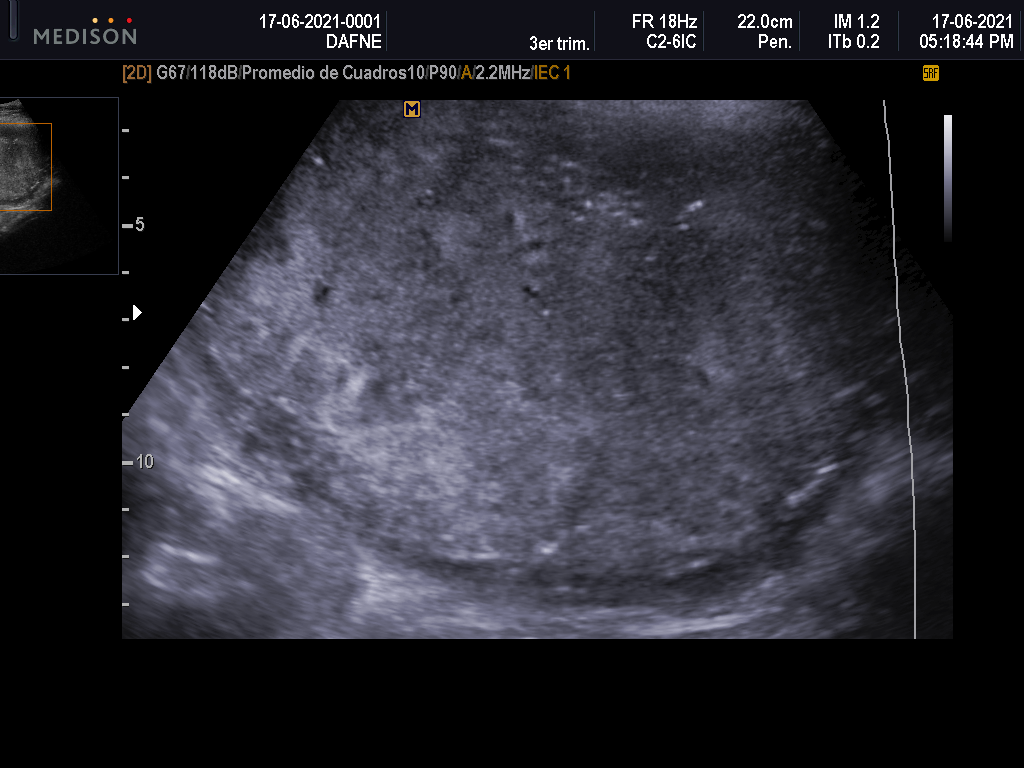 MEDISON
17-06-2021-0001
DAFNE
3er trim.
FR 18Hz
C2-6IC
22.0cm
Pen.
IM 1.2
ITb 0.2
17-06-2021
05:18:44 PM
[2D] G67/118dB/Promedio de Cuadros10/P90/A/2.2MHz/IEC 1
SRF
M
5
10